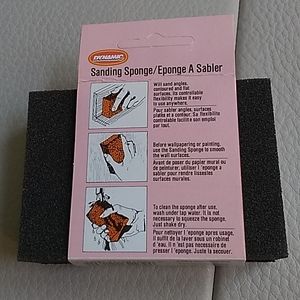 DYNAMIC
Sanding Sponge/Eponge A Sabler
Will sand angles,
contoured and flat
surfaces. Its controllable
flexibility makes it easy
to use anywhere.
Pour sabler angles, surfaces
plates et a contour. Sa flexibilite
controlable facilite son emploi
par tout.
Before wallpapering or painting,
use the Sanding Sponge to smooth
the wall surfaces.
Avant de poser du papier mural ou
de peinturer, utiliser l'eponge a
sabler pour rendre lisses les
surfaces murales.
To clean the sponge after use,
wash under tap water. It is not
necessary to squeeze the sponge.
Just shake dry.
Pour nettoyer l'eponge apres usage,
il suffit de la laver sous un robinet
d'eau. Il n'est pas necessaire de
presser l'eponge. Juste la secouer.